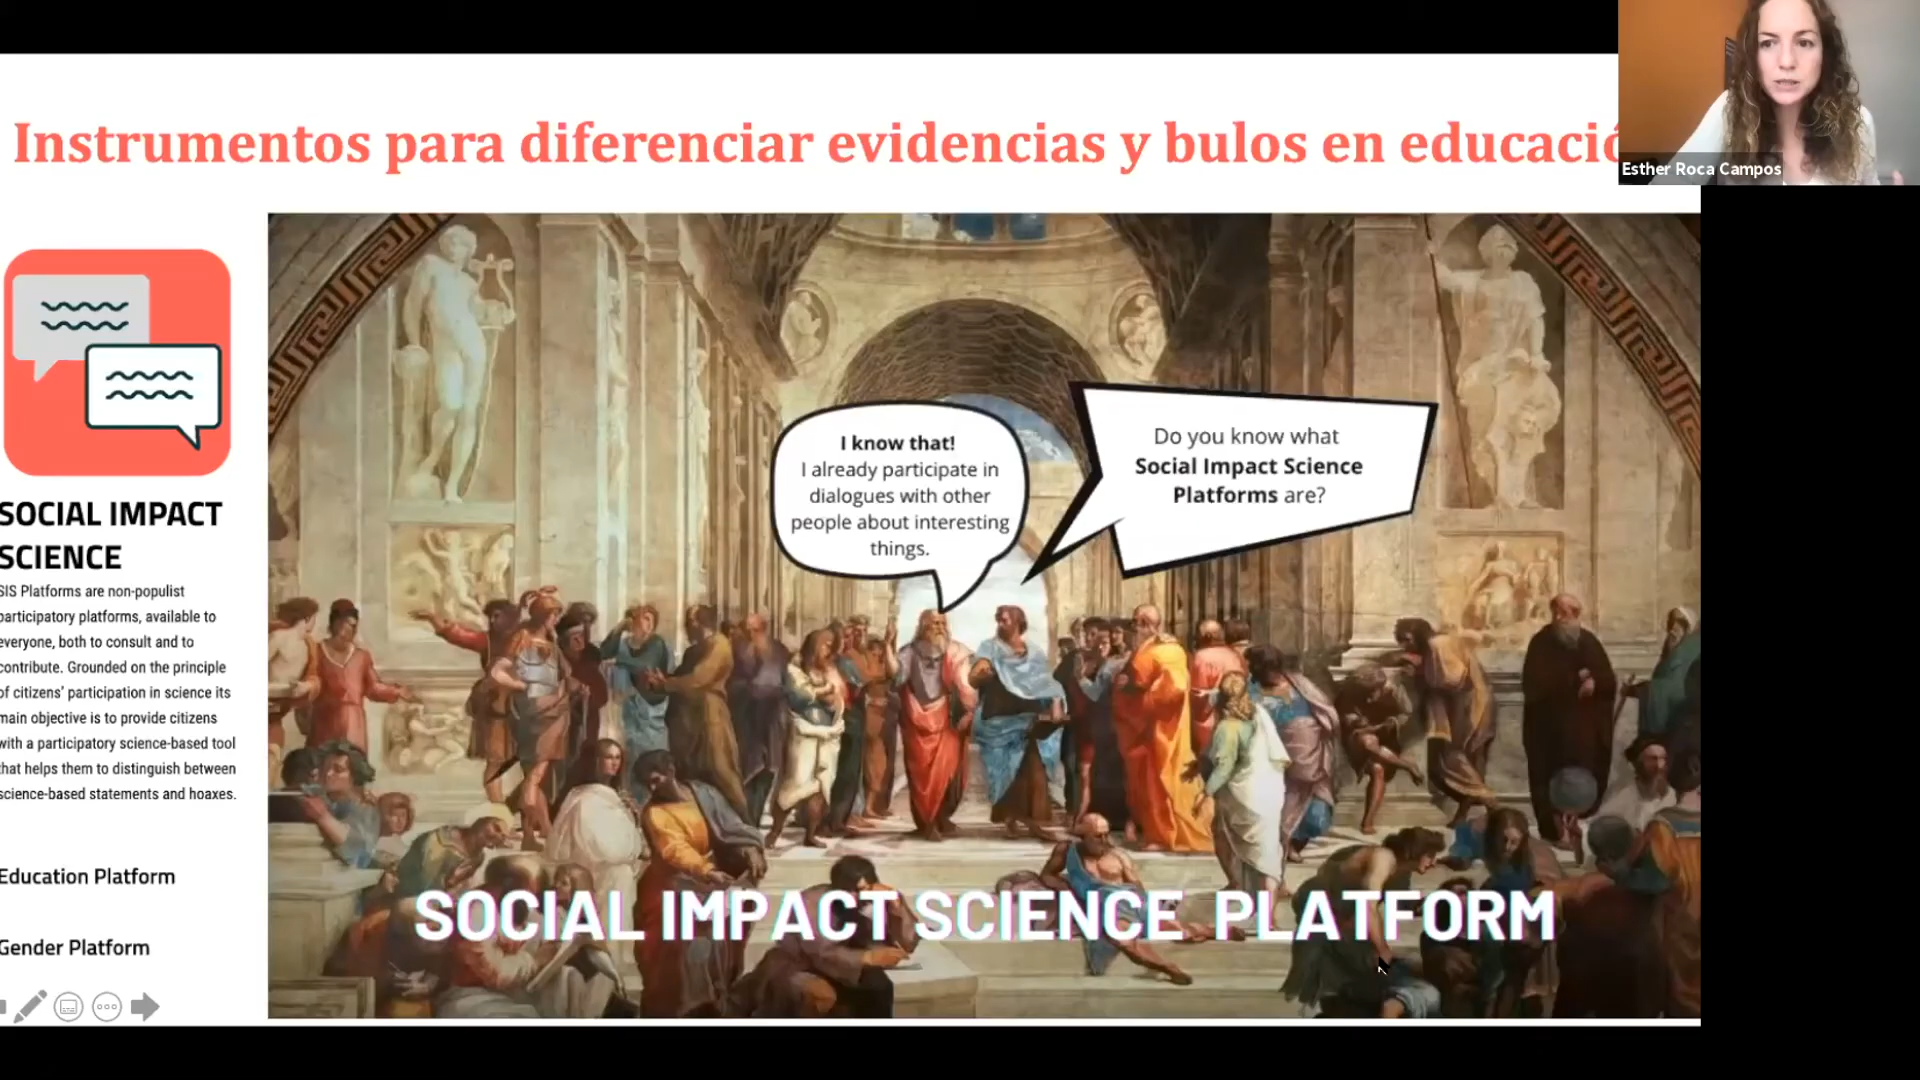 Instrumentos para diferenciar evidencias y bulos en educació
Esther Roca Campos
I know that!
I already participate in
dialogues with other
people about interesting
things.
Do you know what
Social Impact Science
Platforms are?
SOCIAL IMPACT
SCIENCE
SIS Platforms are non-populist
participatory platforms, available to
everyone, both to consult and to
contribute. Grounded on the principle
of citizens' participation in science its
main objective is to provide citizens
with a participatory science-based tool
that helps them to distinguish between
science-based statements and hoaxes.
Education Platform
Gender Platform
SOCIAL IMPACT SCIENCE PLATFORM